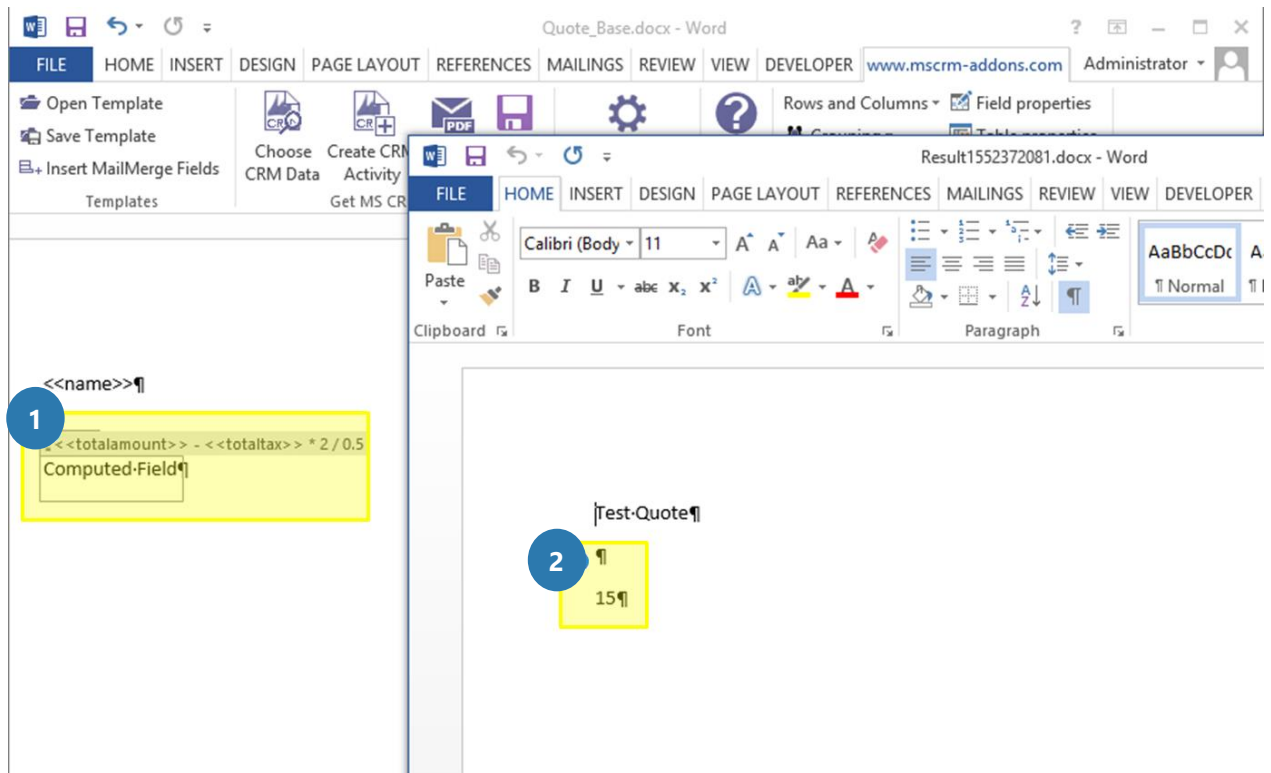 Quote_Base.docx - Word
FILE HOME INSERT DESIGN PAGE LAYOUT REFERENCES MAILINGS REVIEW VIEW DEVELOPER www.mscrm-addons.com Administrator
Open Template
Save Template
Insert MailMerge Fields
Templates
Choose CRM Data
Create CRM
Activity
Get MS CR
PDF
Rows and Columns
Field properties
Grouping
Table properties
Result1552372081.docx - Word
FILE HOME INSERT DESIGN PAGE LAYOUT REFERENCES MAILINGS REVIEW VIEW DEVELOPER
Paste
Clipboard
Calibri (Body 11 A A Aa
B I U abc X₂ X² A aby A
Font
Paragraph
AaBbCcDc
¶ Normal
<<name>>¶
1
<<totalamount>> - <<totaltax>> * 2 / 0.5
Computed·Field¶
Test·Quote¶
2
¶
15¶